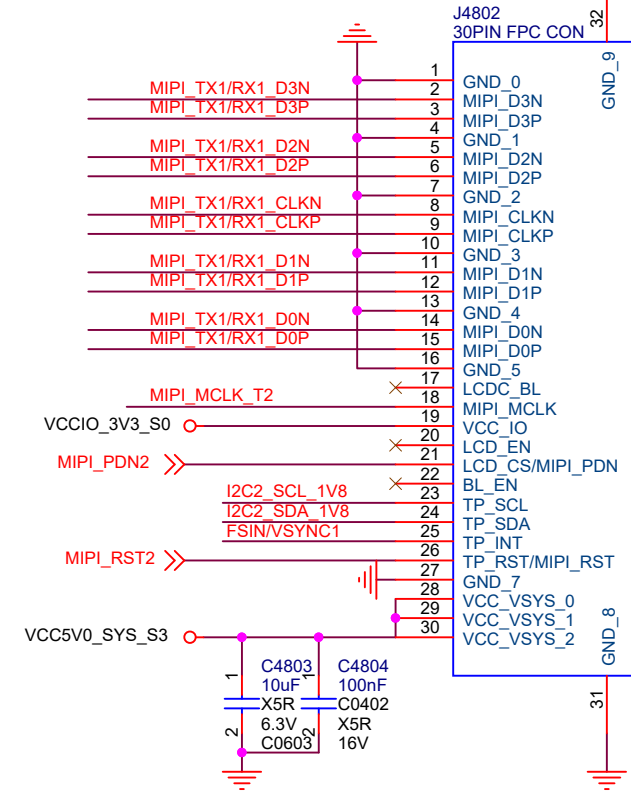 J4802
30PIN FPC CON
32
GND_9
1
GND_0
MIPI_TX1/RX1_D3N
2
MIPI_D3N
MIPI_TX1/RX1_D3P
3
MIPI_D3P
4
GND_1
MIPI_TX1/RX1_D2N
5
MIPI_D2N
MIPI_TX1/RX1_D2P
6
MIPI_D2P
7
GND_2
MIPI_TX1/RX1_CLKN
8
MIPI_CLKN
MIPI_TX1/RX1_CLKP
9
MIPI_CLKP
10
GND_3
MIPI_TX1/RX1_D1N
11
MIPI_D1N
MIPI_TX1/RX1_D1P
12
MIPI_D1P
13
GND_4
MIPI_TX1/RX1_D0N
14
MIPI_D0N
MIPI_TX1/RX1_D0P
15
MIPI_D0P
16
GND_5
17
LCDC_BL
MIPI_MCLK_T2
18
MIPI_MCLK
VCCIO_3V3_S0
19
VCC_IO
20
LCD_EN
MIPI_PDN2
21
LCD_CS/MIPI_PDN
22
BL_EN
I2C2_SCL_1V8
23
TP_SCL
I2C2_SDA_1V8
24
TP_SDA
FSIN/VSYNC1
25
TP_INT
MIPI_RST2
26
TP_RST/MIPI_RST
27
GND_7
28
VCC_VSYS_0
29
VCC_VSYS_1
VCC5V0_SYS_S3
30
VCC_VSYS_2
GND_8
31
1
2
C4803
10uF
X5R
6.3V
C0603
1
2
C4804
100nF
C0402
X5R
16V